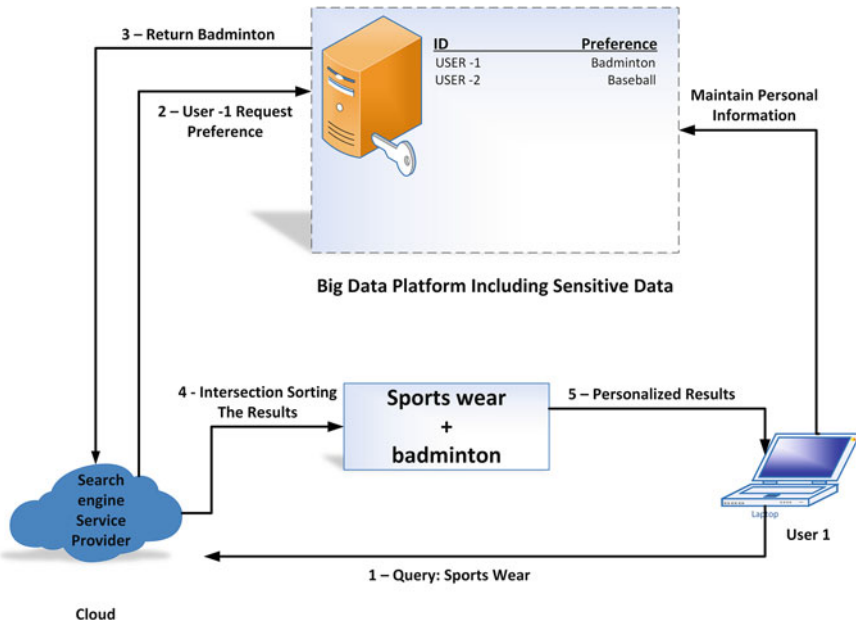 3 – Return Badminton
ID Preference
USER -1 Badminton
USER -2 Baseball
2 – User -1 Request
Preference
Maintain Personal
Information
Big Data Platform Including Sensitive Data
4 - Intersection Sorting
The Results
Sports wear
+
badminton
5 – Personalized Results
Search
engine
Service
Provider
Laptop
User 1
1 – Query: Sports Wear
Cloud